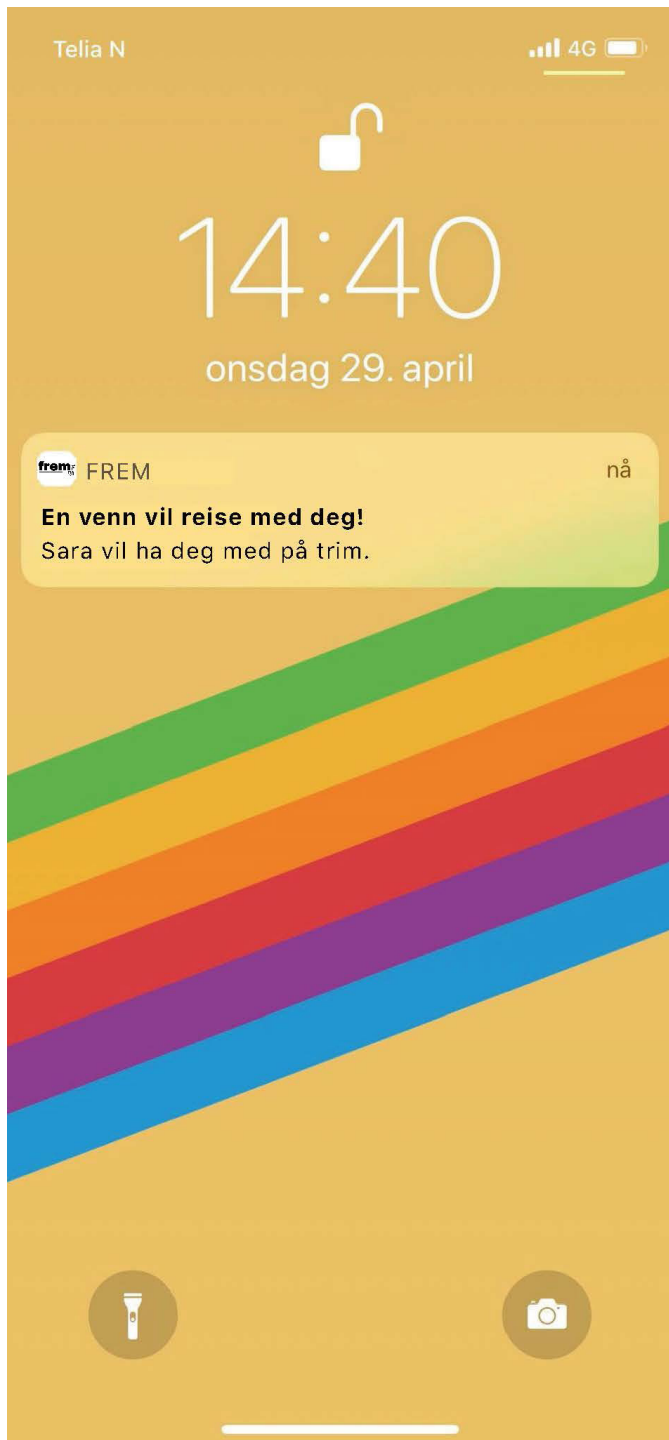 Telia N
4G
14:40
onsdag 29. april
frem
FREM
nå
En venn vil reise med deg!
Sara vil ha deg med på trim.